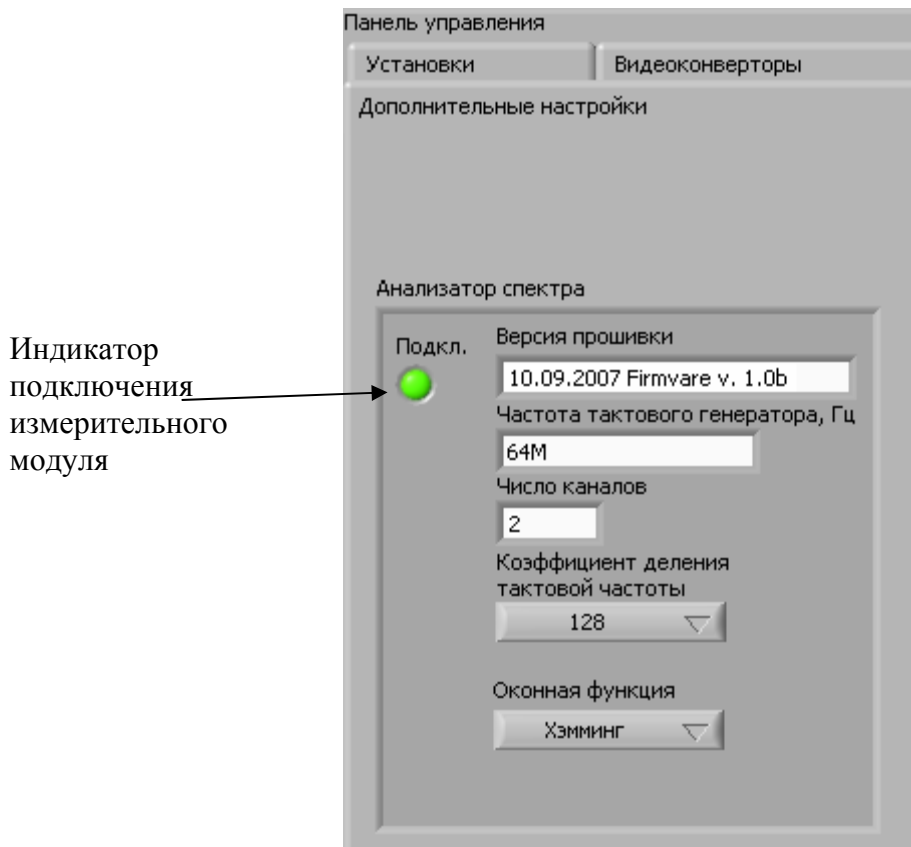 Панель управления
Установки
Видеоконверторы
Дополнительные настройки
Анализатор спектра
Индикатор
подключения
измерительного
модуля
Подкл.
Версия прошивки
10.09.2007 Firmvare v. 1.0b
Частота тактового генератора, Гц
64M
Число каналов
2
Коэффициент деления
тактовой частоты
128
Оконная функция
Хэмминг